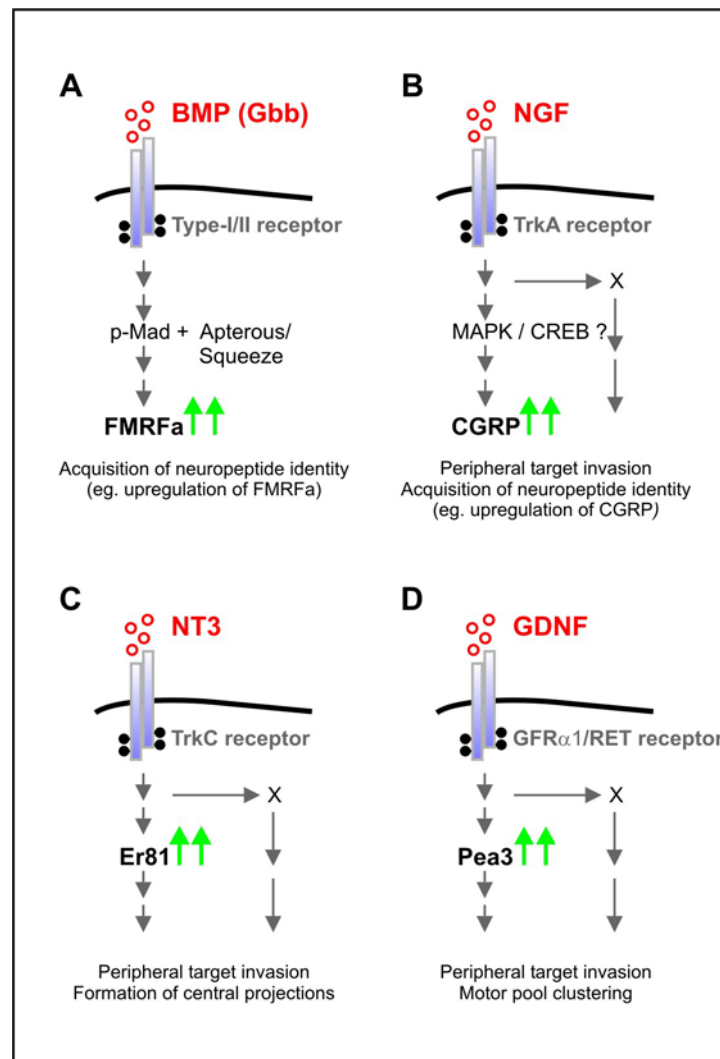 A
BMP (Gbb)
Type-I/II receptor
p-Mad + Apterous/
Squeeze
FMRFa
Acquisition of neuropeptide identity
(eg. upregulation of FMRFa)
B
NGF
TrkA receptor
X
MAPK / CREB ?
CGRP
Peripheral target invasion
Acquisition of neuropeptide identity
(eg. upregulation of CGRP)
C
NT3
TrkC receptor
X
Er81
Peripheral target invasion
Formation of central projections
D
GDNF
GFRα1/RET receptor
X
Pea3
Peripheral target invasion
Motor pool clustering